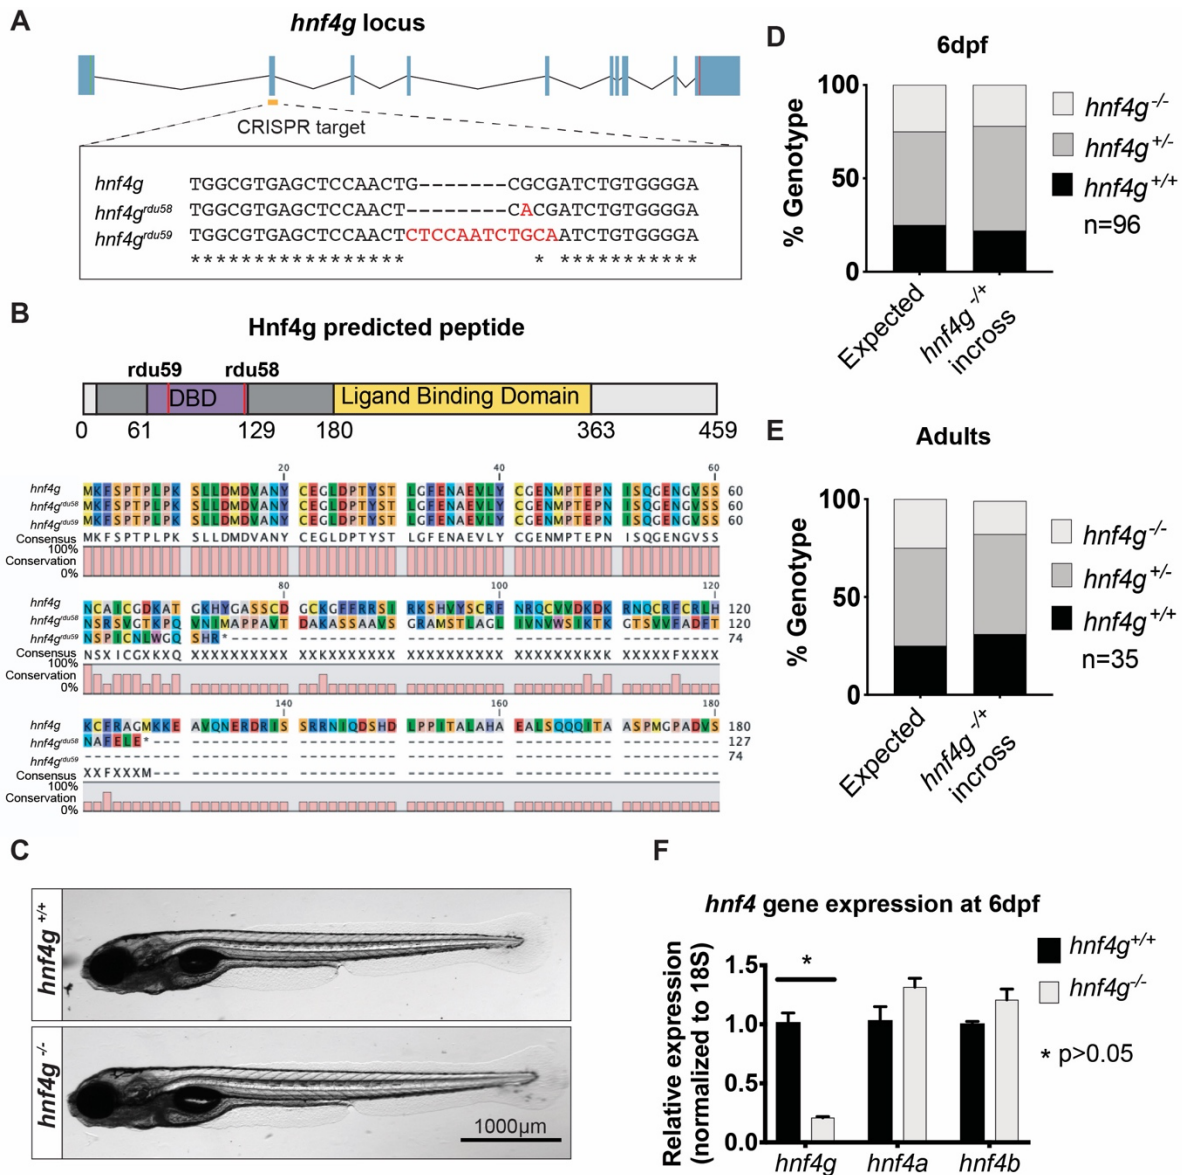 A
hnf4g locus
CRISPR target
hnf4g TGGCGTGAGCTCCAACTG--------CGCGATCTGTGGGGA
hnf4g^rdu58 TGGCGTGAGCTCCAACT---------CACGATCTGTGGGGA
hnf4g^rdu59 TGGCGTGAGCTCCAACTCTCCAATCTGCAATCTGTGGGGA
***************** * ***********
B
Hnf4g predicted peptide
rdu59 rdu58
DBD Ligand Binding Domain
0 61 129 180 363 459
20 40 60
hnf4g MKFSPTPLPK SLLDMDVANY CEGLDPTYST LGFENAEVLY CGENMPTEPN ISQGENGVSS 60
hnf4g^rdu58 MKFSPTPLPK SLLDMDVANY CEGLDPTYST LGFENAEVLY CGENMPTEPN ISQGENGVSS 60
hnf4g^rdu59 MKFSPTPLPK SLLDMDVANY CEGLDPTYST LGFENAEVLY CGENMPTEPN ISQGENGVSS 60
Consensus MKFSPTPLPK SLLDMDVANY CEGLDPTYST LGFENAEVLY CGENMPTEPN ISQGENGVSS
100%
Conservation
0%
80 100 120
hnf4g NCAICGDKAT GKHYGASSCD GCKGFFRRSI RKSHVYSCRF NRQCVVDKDK RNQCRFCRLH 120
hnf4g^rdu58 NSRSVGTKPQ VNIMAPPAVT DAKASSAAVS GRAMSTLAGL IVNVWSIKTK GTSVVFADFT 120
hnf4g^rdu59 NSPICNLWGQ SHR* 74
Consensus NSXICGXKXQ XXXXXXXXXX XXXKXXXXXX XXXXXXXXXX XXXXXXXKXK XXXXXFXXXX
100%
Conservation
0%
140 160 180
hnf4g KCFRAGMKKE AVQNERDRIS SRRNIQDSHD LPPITALAHA EALSQQQITA ASPMGPADVS 180
hnf4g^rdu58 NAFELE* 127
hnf4g^rdu59 74
Consensus XXFXXXM
100%
Conservation
0%
C
hnf4g +/+
hnf4g -/-
1000μm
D
6dpf
% Genotype
100
50
0
Expected
hnf4g -/+ incross
hnf4g-/-
hnf4g+/-
hnf4g+/+
n=96
E
Adults
% Genotype
100
50
0
Expected
hnf4g -/+ incross
hnf4g-/-
hnf4g+/-
hnf4g+/+
n=35
F
hnf4 gene expression at 6dpf
Relative expression
(normalized to 18S)
1.5
1.0
0.5
0.0
*
hnf4g hnf4a hnf4b
hnf4g+/+
hnf4g-/-
* p>0.05